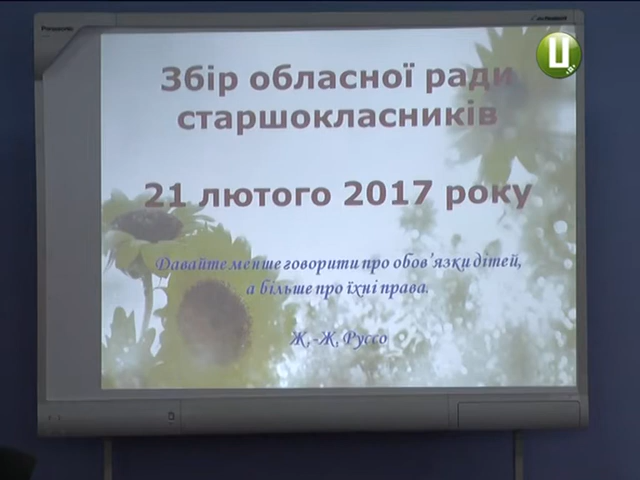 Panasonic
Ц
Збір обласної ради
старшокласників
21 лютого 2017 року
Давайте менше говорити про обов'язки дітей,
а більше про їхні права.
Ж.-Ж. Руссо